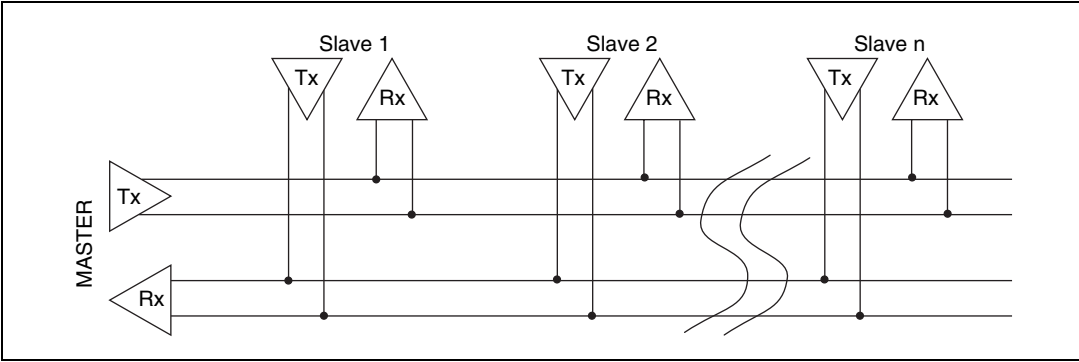 Slave 1
Slave 2
Slave n
Tx
Rx
Tx
Rx
Tx
Rx
MASTER
Tx
Rx